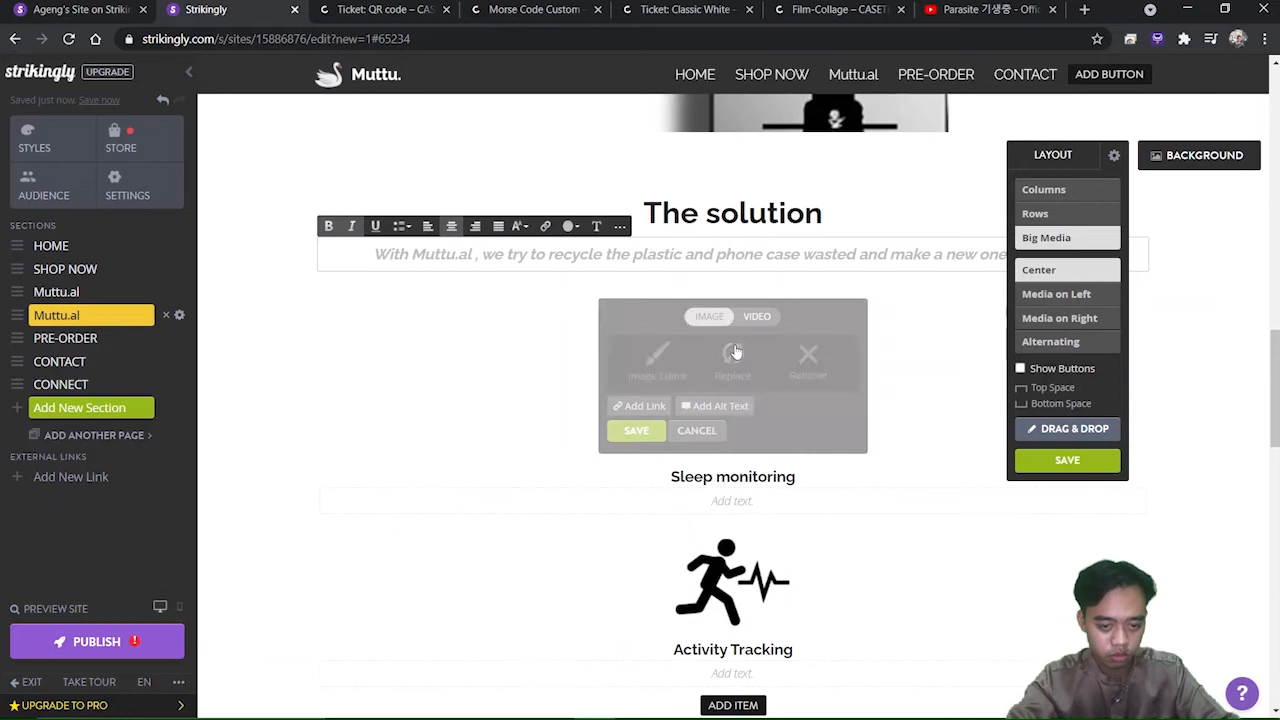 Ageng's Site on Strikin
Strikingly
Ticket: QR code – CAS
Morse Code Custom –
Ticket: Classic White –
Film-Collage – CASETi
Parasite 기생충 - Offic
strikingly.com/s/sites/15886876/edit?new=1#65234
strikingly UPGRADE
Muttu.
HOME SHOP NOW Muttu.al PRE-ORDER CONTACT ADD BUTTON
Saved just now. Save now
STYLES STORE
AUDIENCE SETTINGS
SECTIONS
HOME
SHOP NOW
Muttu.al
Muttu.al
PRE-ORDER
CONTACT
CONNECT
Add New Section
ADD ANOTHER PAGE
EXTERNAL LINKS
Add New Link
PREVIEW SITE
PUBLISH
EXIT TAKE TOUR EN
UPGRADE TO PRO
The solution
With Muttu.al , we try to recycle the plastic and phone case wasted and make a new one
IMAGE VIDEO
Replace Remove
Add Link Add Alt Text
SAVE CANCEL
Sleep monitoring
Add text.
Activity Tracking
Add text.
ADD ITEM
LAYOUT
Columns
Rows
Big Media
Center
Media on Left
Media on Right
Alternating
Show Buttons
Top Space
Bottom Space
DRAG & DROP
SAVE
BACKGROUND